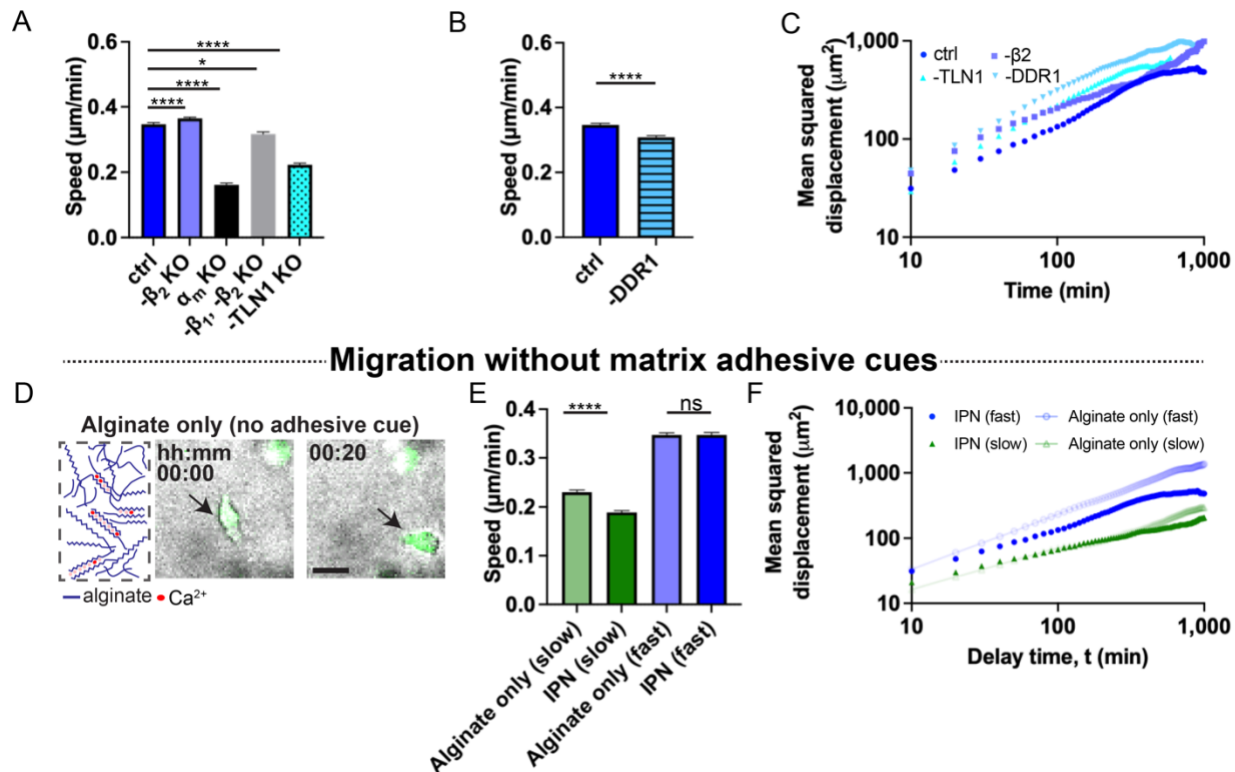 A
Speed (µm/min)
0.6
0.4
0.2
0.0
****
*
****
****
ctrl
-β₂ KO
αₘ KO
-β₁, -β₂ KO
-TLN1 KO
B
Speed (µm/min)
0.6
0.4
0.2
0.0
****
ctrl
-DDR1
C
Mean squared
displacement (µm²)
1,000
100
10
ctrl
-β2
-TLN1
-DDR1
10
100
1,000
Time (min)
Migration without matrix adhesive cues
D
Alginate only (no adhesive cue)
hh:mm
00:00
00:20
alginate
Ca²⁺
E
Speed (µm/min)
0.4
0.3
0.2
0.1
0.0
****
ns
Alginate only (slow)
IPN (slow)
Alginate only (fast)
IPN (fast)
F
Mean squared
displacement (µm²)
10,000
1,000
100
10
IPN (fast)
Alginate only (fast)
IPN (slow)
Alginate only (slow)
10
100
1,000
Delay time, t (min)